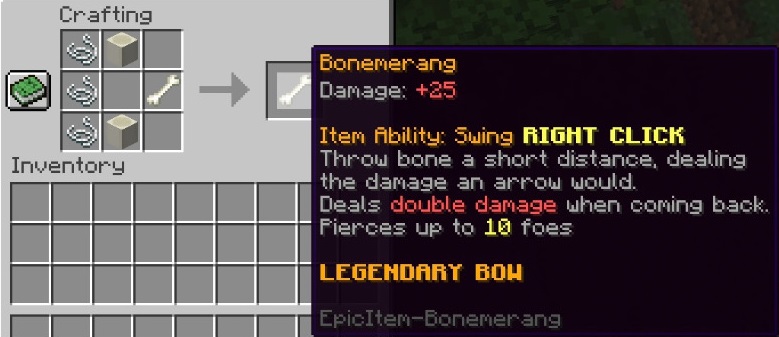 Crafting
Bonemerang
Damage: +25
Item Ability: Swing RIGHT CLICK
Throw bone a short distance, dealing
the damage an arrow would.
Deals double damage when coming back.
Pierces up to 10 foes
LEGENDARY BOW
EpicItem-Bonemerang
Inventory